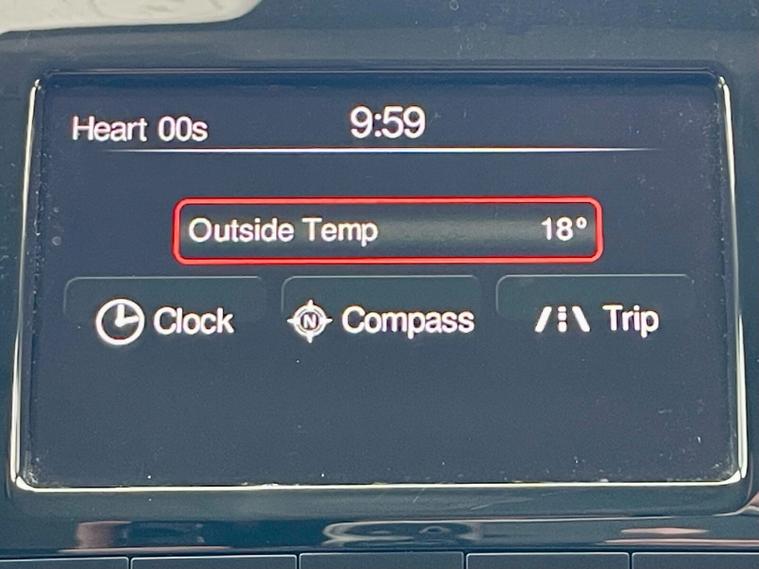 Heart 00s 9:59
Outside Temp 18°
Clock N Compass Trip